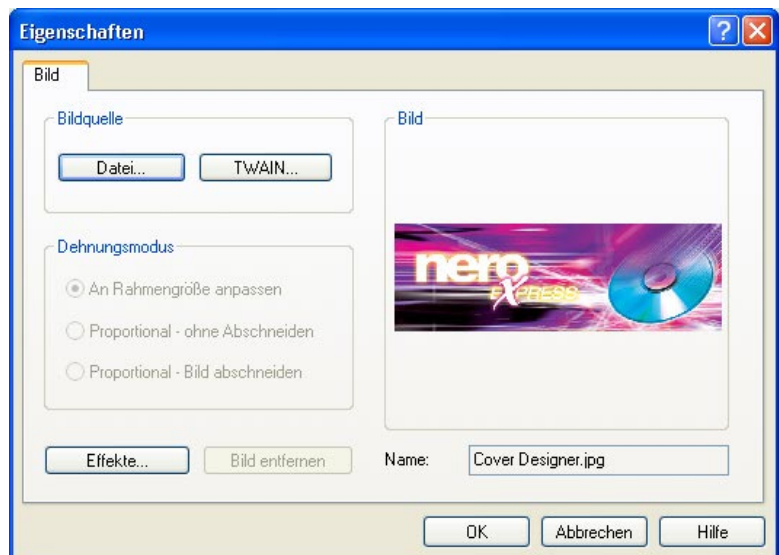 Eigenschaften
Bild
Bildquelle
Datei...
TWAIN...
Dehnungsmodus
An Rahmengröße anpassen
Proportional - ohne Abschneiden
Proportional - Bild abschneiden
Effekte...
Bild entfernen
Bild
nero
EXPRESS
Name:
Cover Designer.jpg
OK
Abbrechen
Hilfe